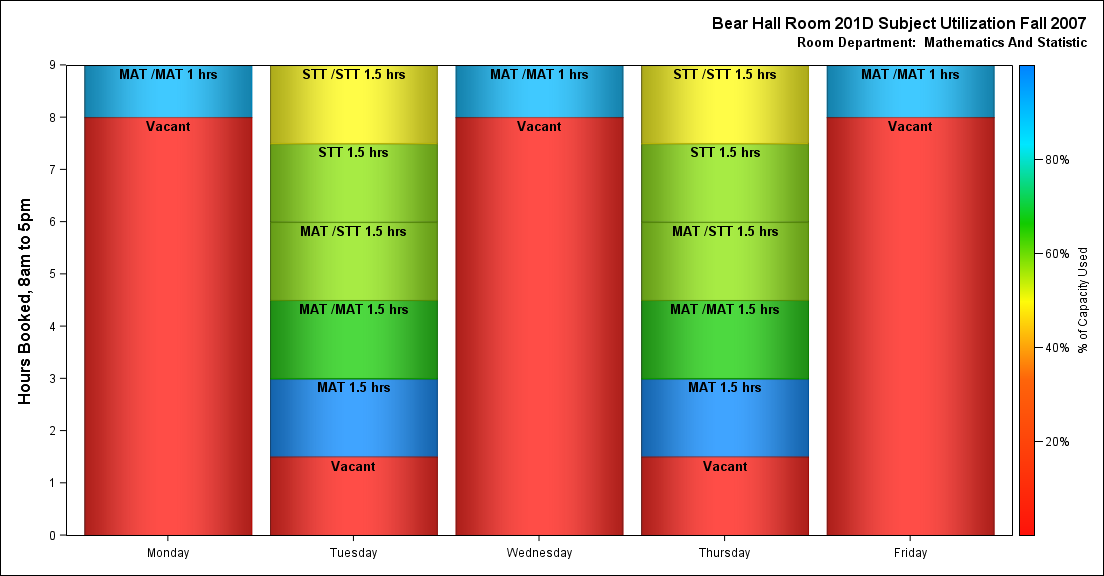 Bear Hall Room 201D Subject Utilization Fall 2007
Room Department:  Mathematics And Statistic
Hours Booked, 8am to 5pm
9
8
7
6
5
4
3
2
1
0
MAT /MAT 1 hrs
Vacant
STT /STT 1.5 hrs
STT 1.5 hrs
MAT /STT 1.5 hrs
MAT /MAT 1.5 hrs
MAT 1.5 hrs
Vacant
MAT /MAT 1 hrs
Vacant
STT /STT 1.5 hrs
STT 1.5 hrs
MAT /STT 1.5 hrs
MAT /MAT 1.5 hrs
MAT 1.5 hrs
Vacant
MAT /MAT 1 hrs
Vacant
Monday
Tuesday
Wednesday
Thursday
Friday
80%
60%
40%
20%
% of Capacity Used